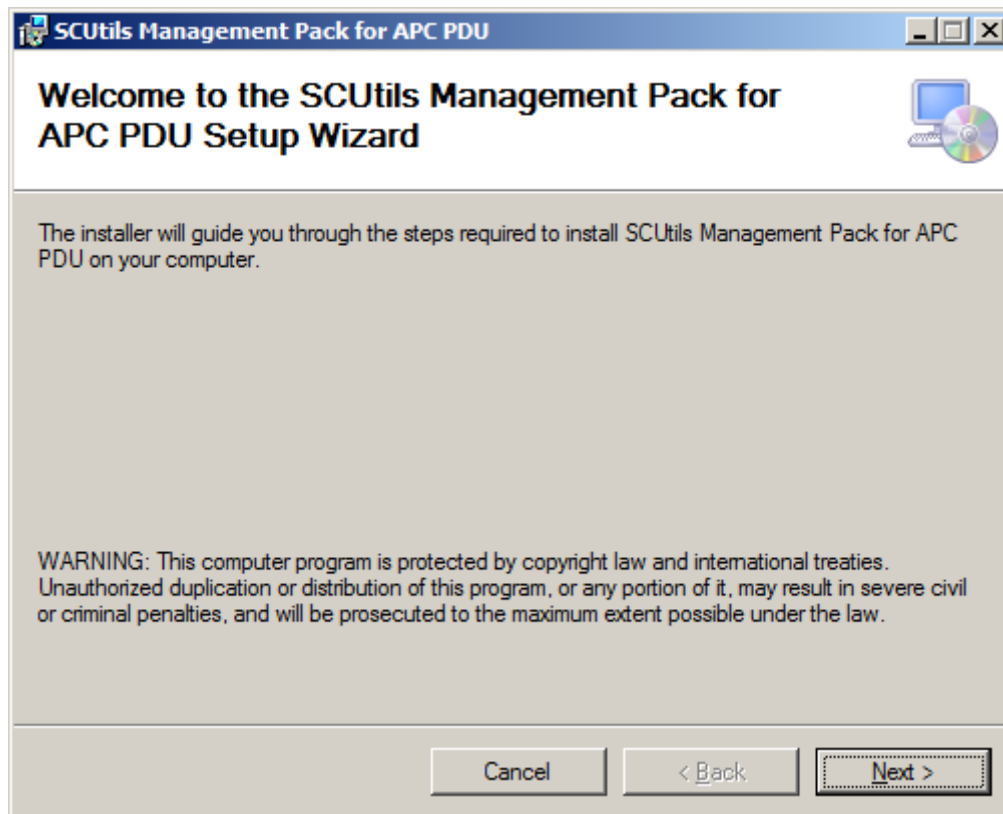 SCUtils Management Pack for APC PDU
Welcome to the SCUtils Management Pack for
APC PDU Setup Wizard
The installer will guide you through the steps required to install SCUtils Management Pack for APC
PDU on your computer.
WARNING: This computer program is protected by copyright law and international treaties.
Unauthorized duplication or distribution of this program, or any portion of it, may result in severe civil
or criminal penalties, and will be prosecuted to the maximum extent possible under the law.
Cancel < Back Next >